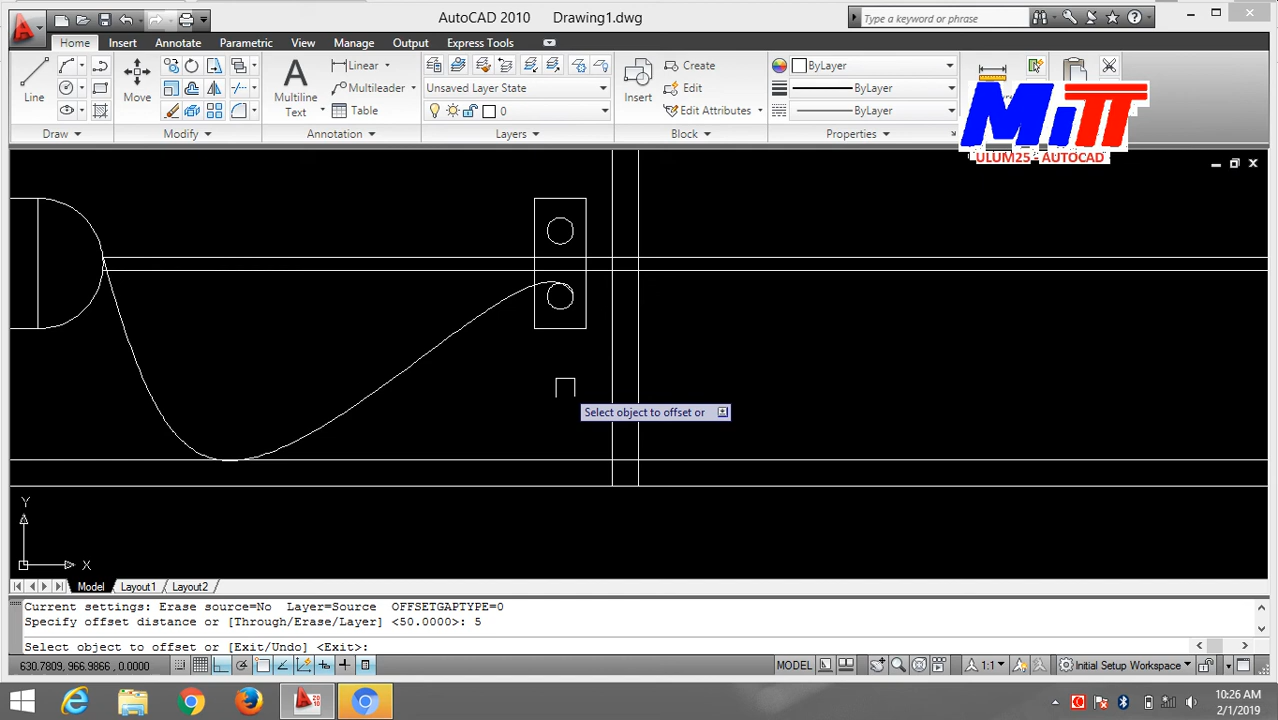 AutoCAD 2010 Drawing1.dwg
Type a keyword or phrase
Home Insert Annotate Parametric View Manage Output Express Tools
Line
Move
A
Multiline
Text
Linear
Multileader
Table
Unsaved Layer State
0
Insert
Create
Edit
Edit Attributes
ByLayer
ByLayer
ByLayer
Draw Modify Annotation Layers Block Properties
MiTT
ULUM25 - AUTOCAD
Select object to offset or
Y
X
Model Layout1 Layout2
Current settings: Erase source=No Layer=Source OFFSETGAPTYPE=0
Specify offset distance or [Through/Erase/Layer] <50.0000>: 5
Select object to offset or [Exit/Undo] <Exit>:
630.7809, 966.9866, 0.0000
MODEL
1:1
Initial Setup Workspace
10:26 AM
2/1/2019